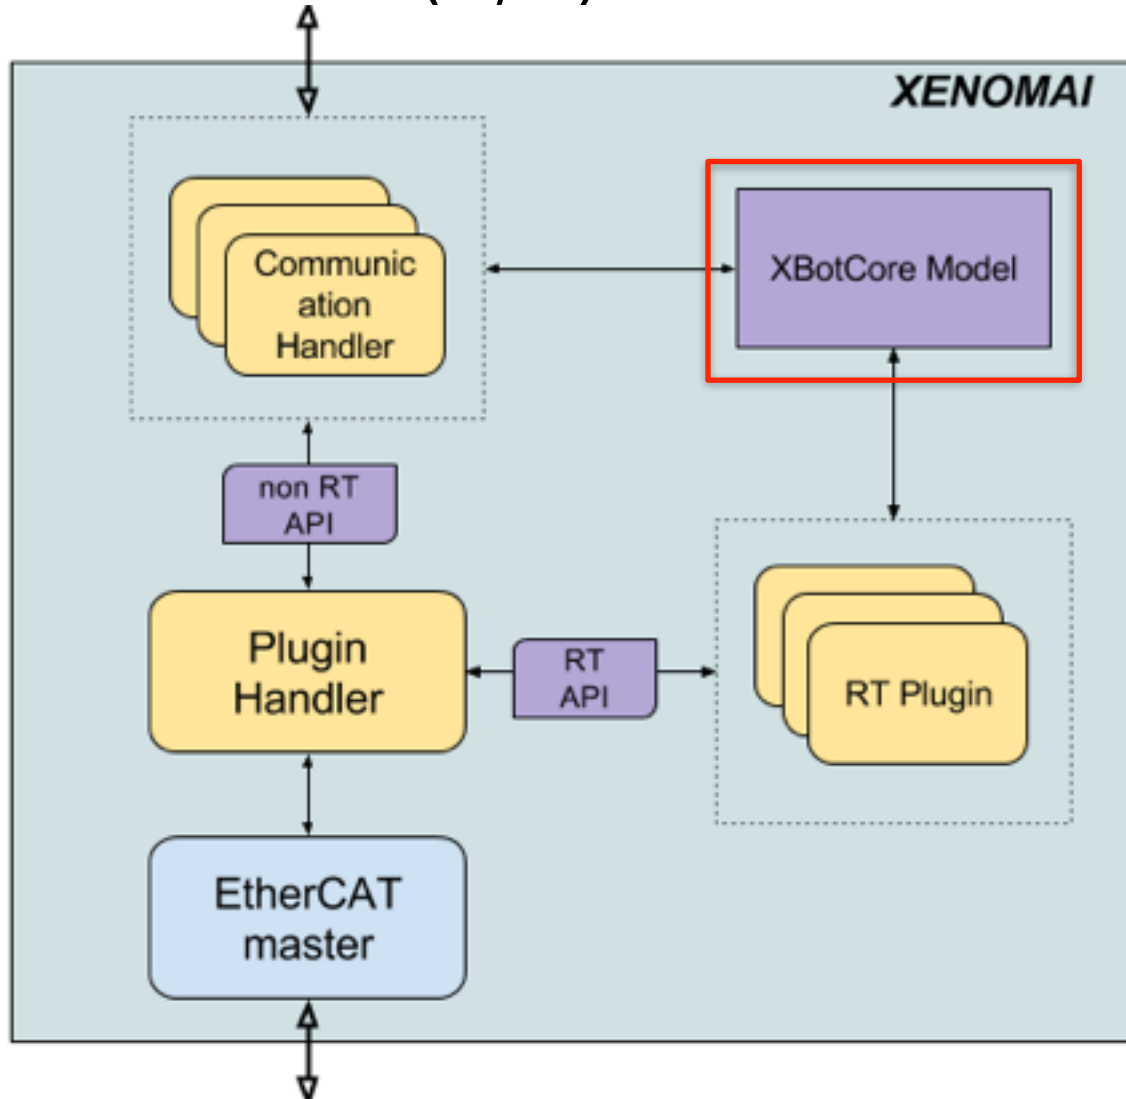 XENOMAI
Communic
ation
Handler
XBotCore Model
non RT
API
Plugin
Handler
RT
API
RT Plugin
EtherCAT
master